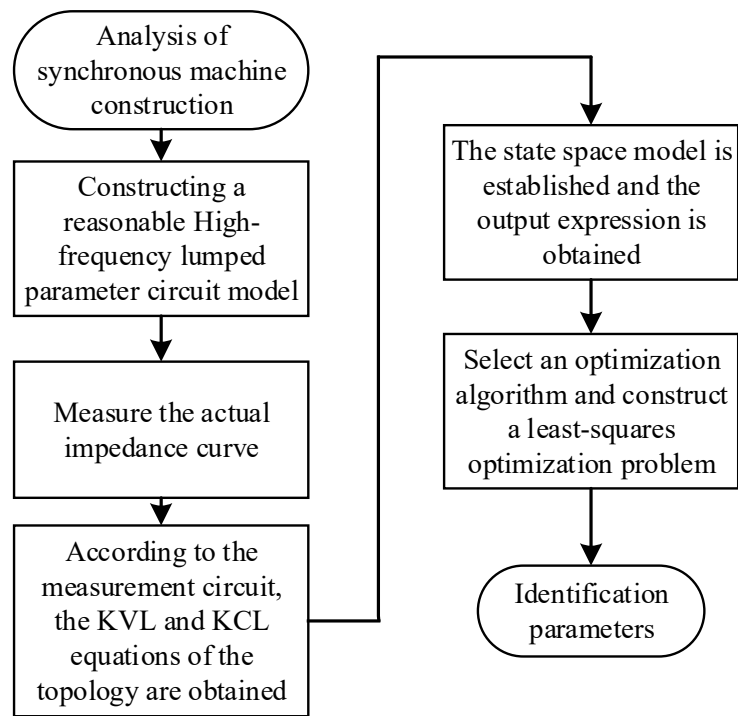 Analysis of
synchronous machine
construction
Constructing a
reasonable High-
frequency lumped
parameter circuit model
Measure the actual
impedance curve
According to the
measurement circuit,
the KVL and KCL
equations of the
topology are obtained
The state space model is
established and the
output expression is
obtained
Select an optimization
algorithm and construct
a least-squares
optimization problem
Identification
parameters